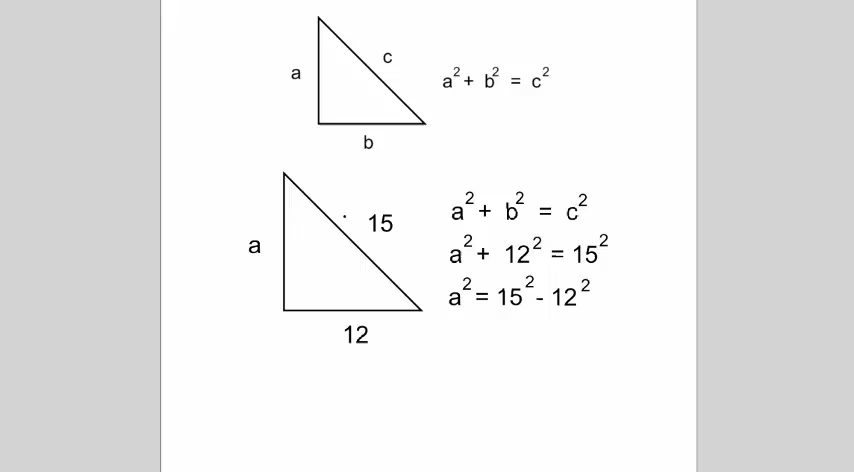 a
c
a² + b² = c²
b
a
15
a² + b² = c²
a² + 12² = 15²
a² = 15² - 12²
12